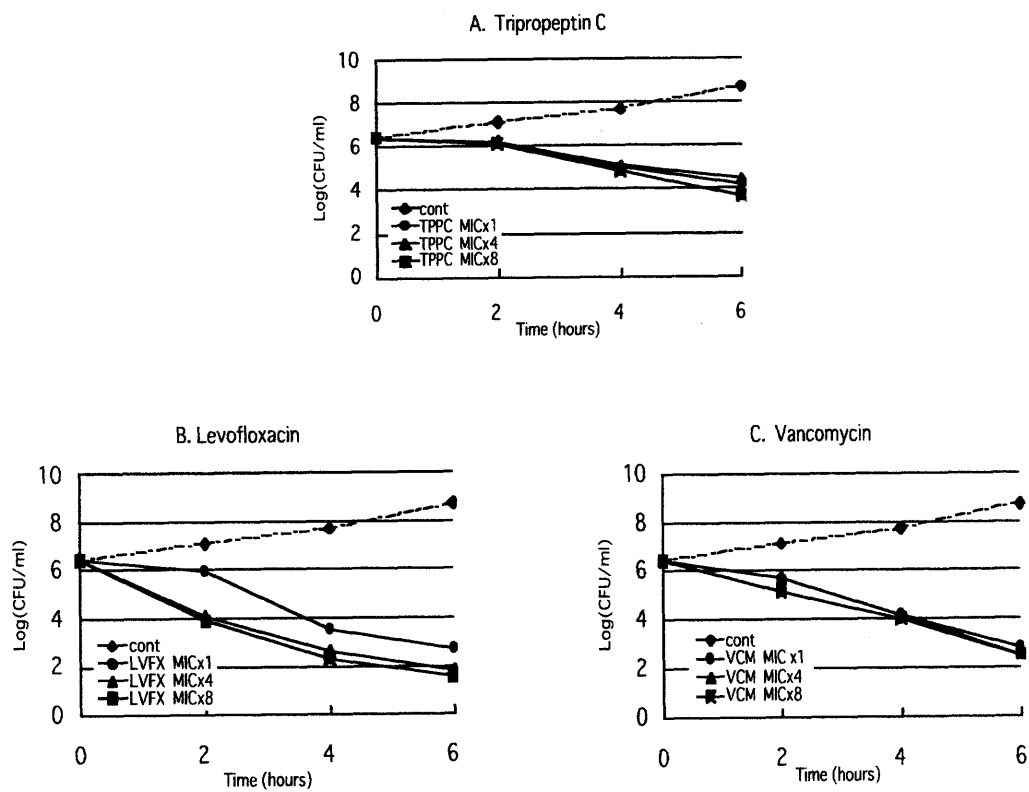 A. Tripropeptin C
10
8
6
4
2
0
Log(CFU/ml)
cont
TPPC MICx1
TPPC MICx4
TPPC MICx8
0 2 4 6
Time (hours)
B. Levofloxacin
10
8
6
4
2
0
Log(CFU/ml)
cont
LVFX MICx1
LVFX MICx4
LVFX MICx8
0 2 4 6
Time (hours)
C. Vancomycin
10
8
6
4
2
0
Log(CFU/ml)
cont
VCM MIC x1
VCM MICx4
VCM MICx8
0 2 4 6
Time (hours)